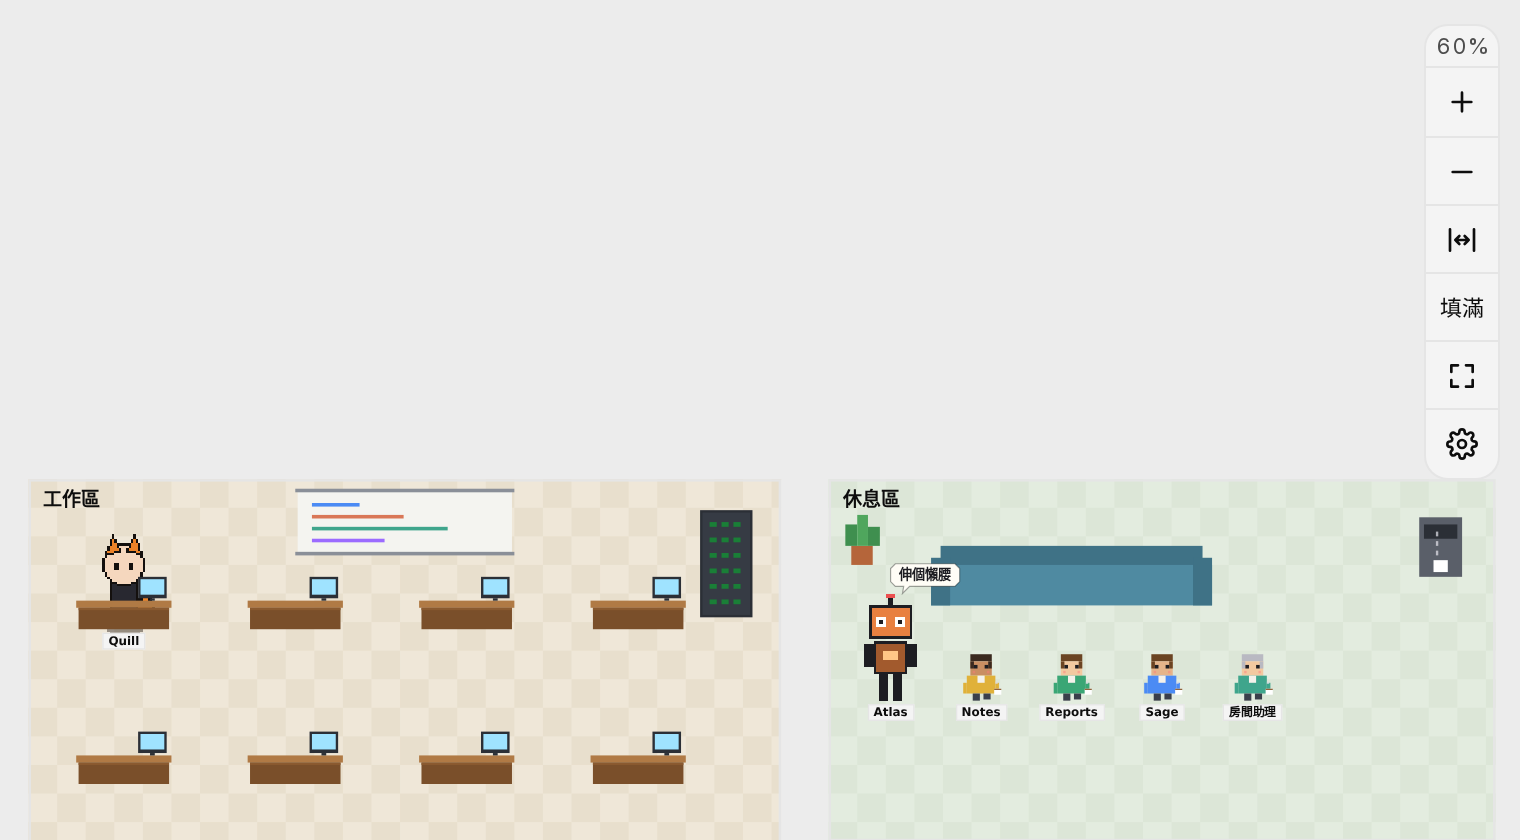 60%
填滿
工作區
休息區
伸個懶腰
Quill
Atlas
Notes
Reports
Sage
房間助理